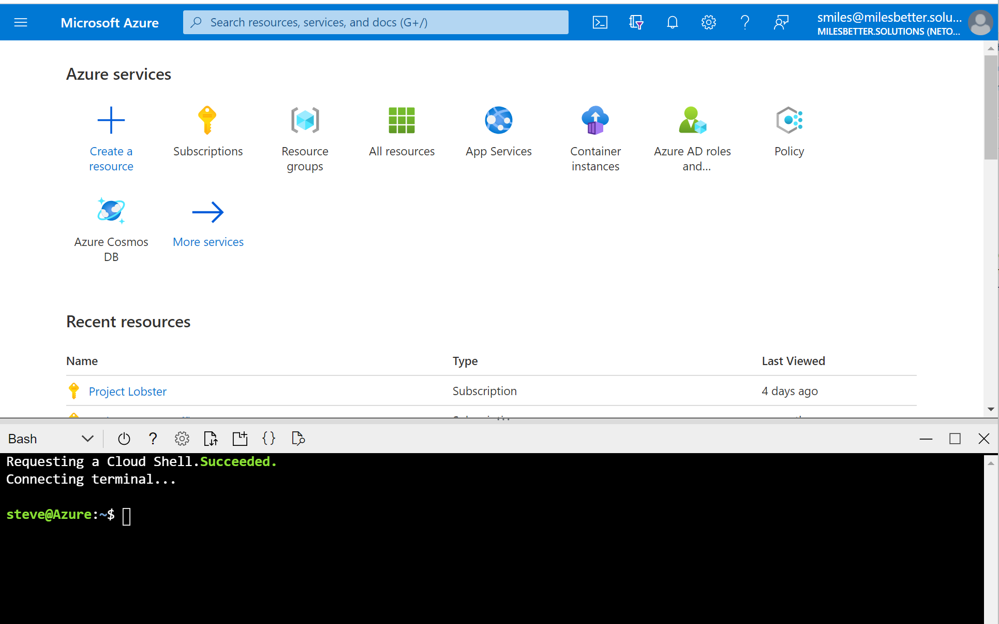 Microsoft Azure
Search resources, services, and docs (G+/)
smiles@milesbetter.solu...
MILESBETTER.SOLUTIONS (NETO...
Azure services
Create a
resource
Subscriptions
Resource
groups
All resources
App Services
Container
instances
Azure AD roles
and...
Policy
Azure Cosmos
DB
More services
Recent resources
Name Type Last Viewed
Project Lobster Subscription 4 days ago
Bash
Requesting a Cloud Shell.Succeeded.
Connecting terminal...
steve@Azure:~$